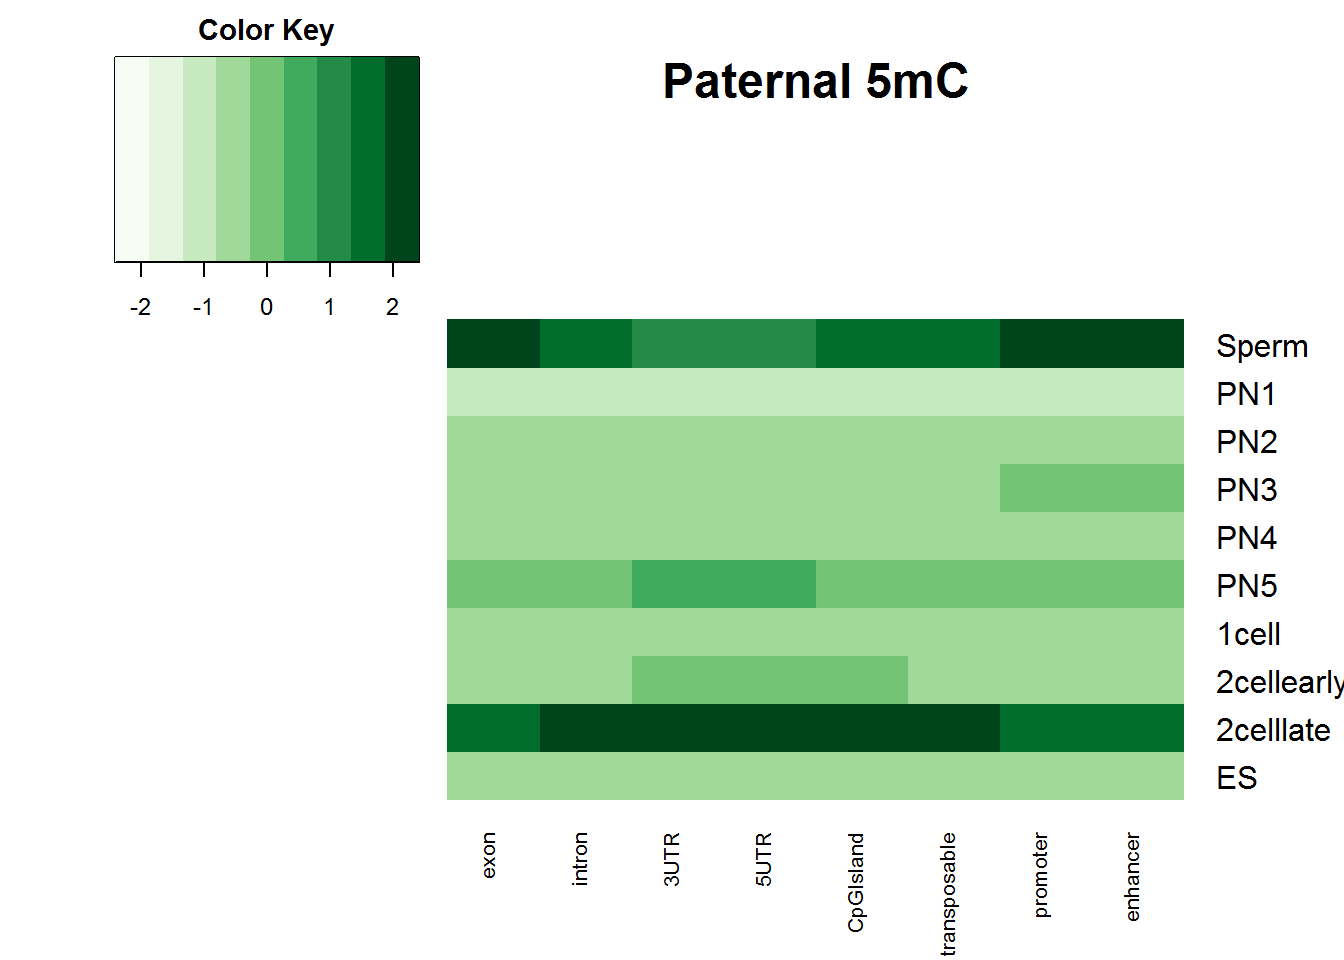 Color Key
Paternal 5mC
-2 -1 0 1 2
Sperm
PN1
PN2
PN3
PN4
PN5
1cell
2cellearly
2celllate
ES
exon
intron
3UTR
5UTR
CpGIsland
transposable
promoter
enhancer